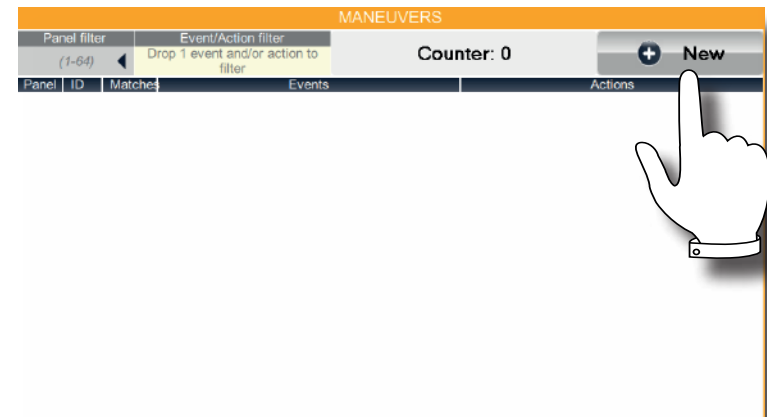 MANEUVERS
Panel filter
(1-64)
Event/Action filter
Drop 1 event and/or action to
filter
Counter: 0
New
Panel ID Matches Events Actions